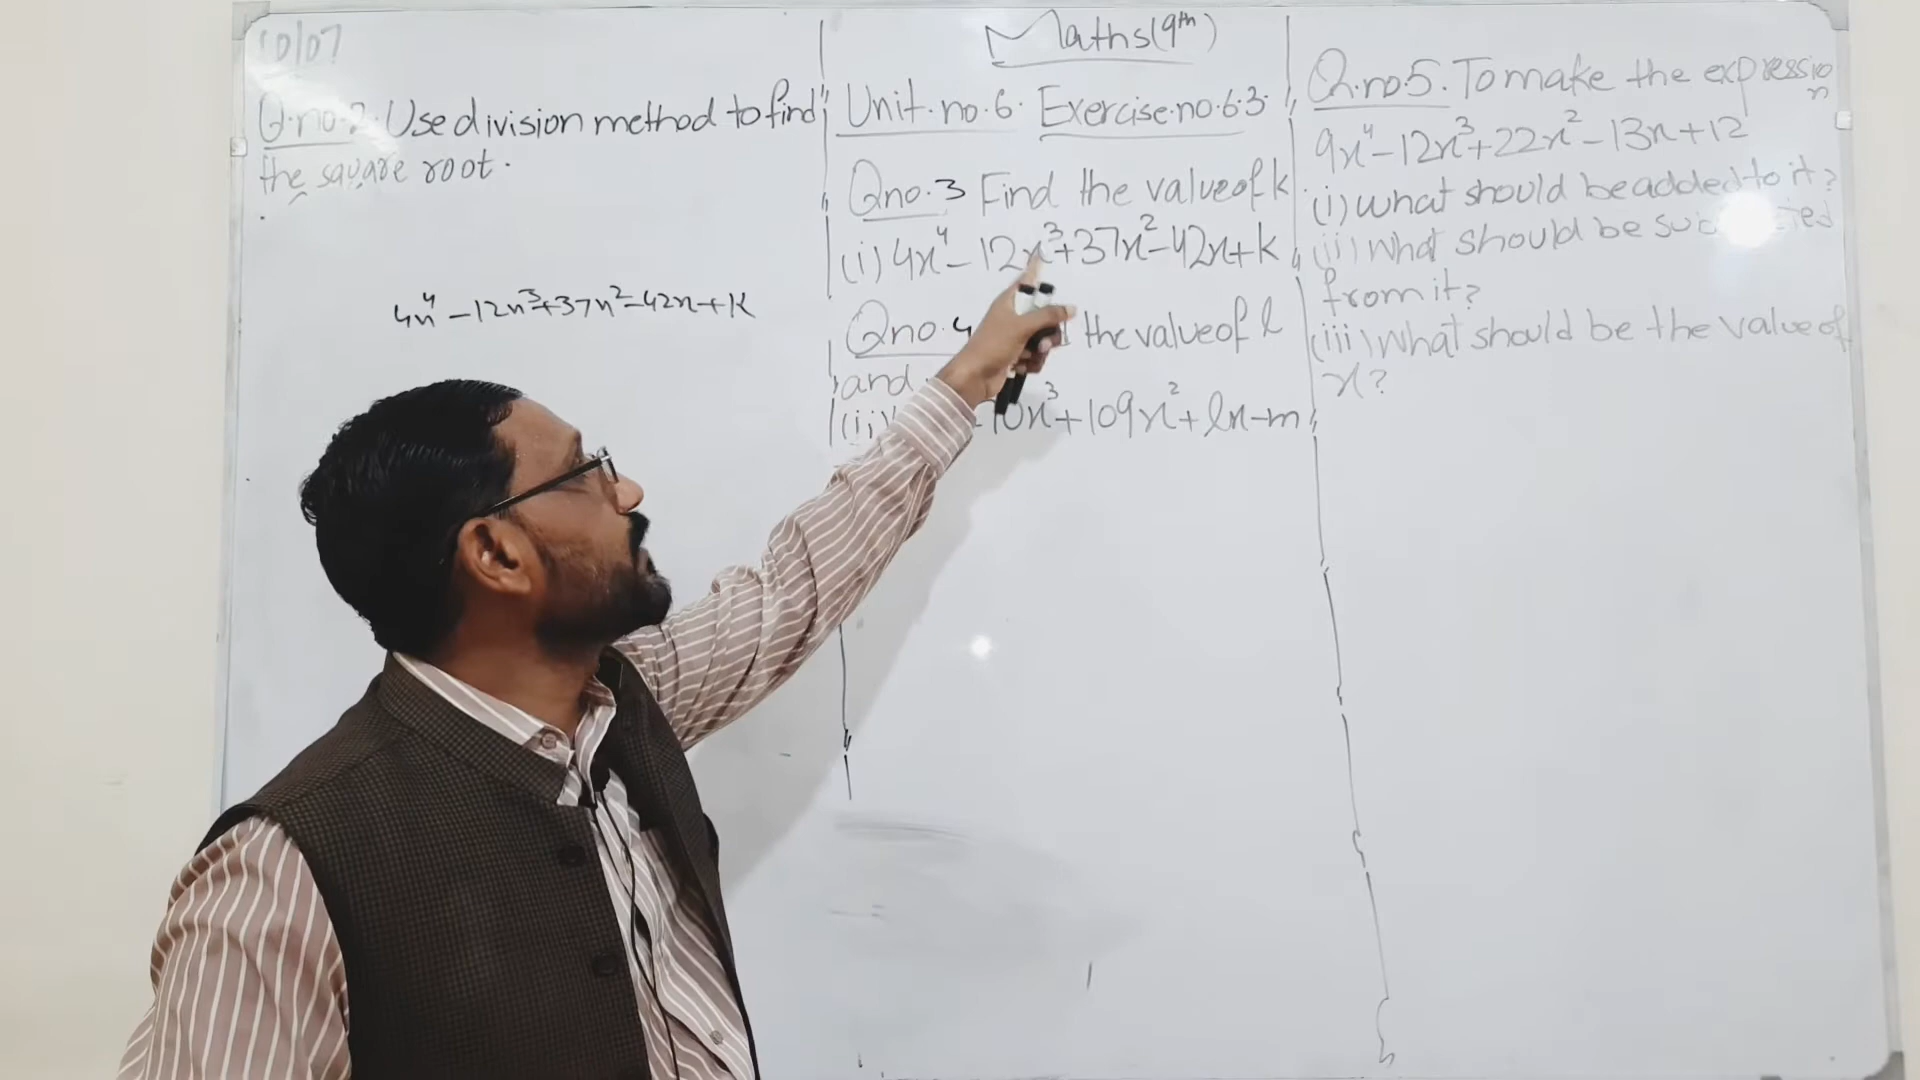 10/07
Q.no.2. Use division method to find
the square root.
4x⁴-12x³+37x²-42x+k
Maths(9th)
Unit.no.6. Exercise.no.6.3.
Qno.3 Find the value of k
(i) 4x⁴-12x³+37x²-42x+k
Qno.4 the value of l
and
(ii) 70x³+109x²+lx-m
Q.no.5. To make the expression
9x⁴-12x³+22x²-13x+12
(i) What should be added to it?
(ii) What should be
from it?
(iii) What should be the value of
x?